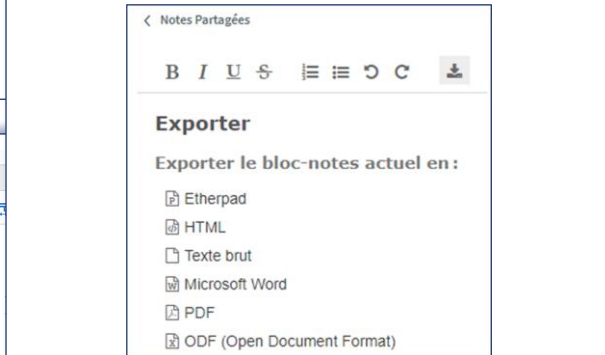 Notes Partagées
B I U S
Exporter
Exporter le bloc-notes actuel en :
Etherpad
HTML
Texte brut
Microsoft Word
PDF
ODF (Open Document Format)